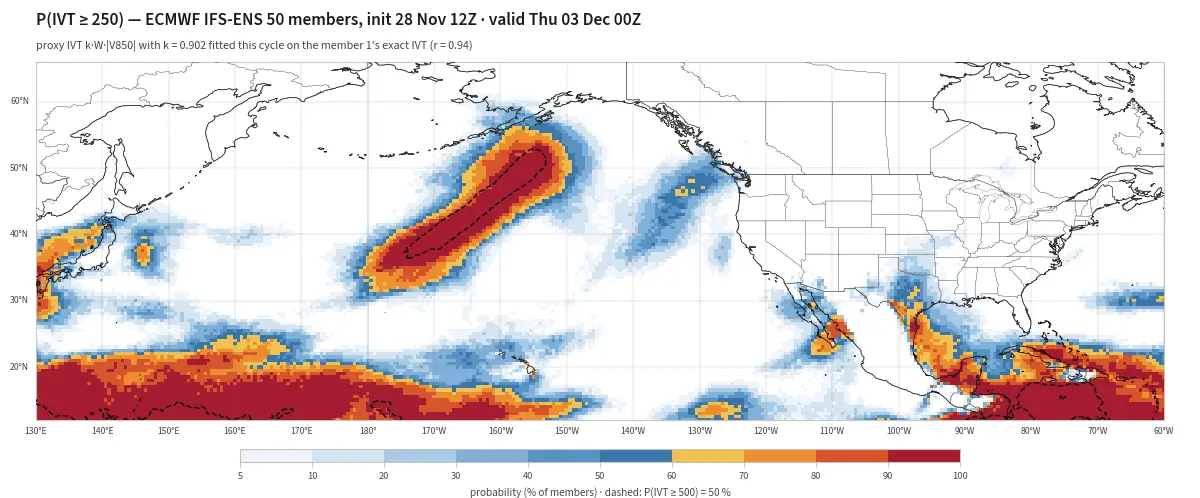 P(IVT ≥ 250) — ECMWF IFS-ENS 50 members, init 28 Nov 12Z · valid Thu 03 Dec 00Z
proxy IVT k·W·|V850| with k = 0.902 fitted this cycle on the member 1's exact IVT (r = 0.94)
60°N
50°N
40°N
30°N
20°N
130°E 140°E 150°E 160°E 170°E 180° 170°W 160°W 150°W 140°W 130°W 120°W 110°W 100°W 90°W 80°W 70°W 60°W
5 10 20 30 40 50 60 70 80 90 100
probability (% of members) · dashed: P(IVT ≥ 500) = 50 %